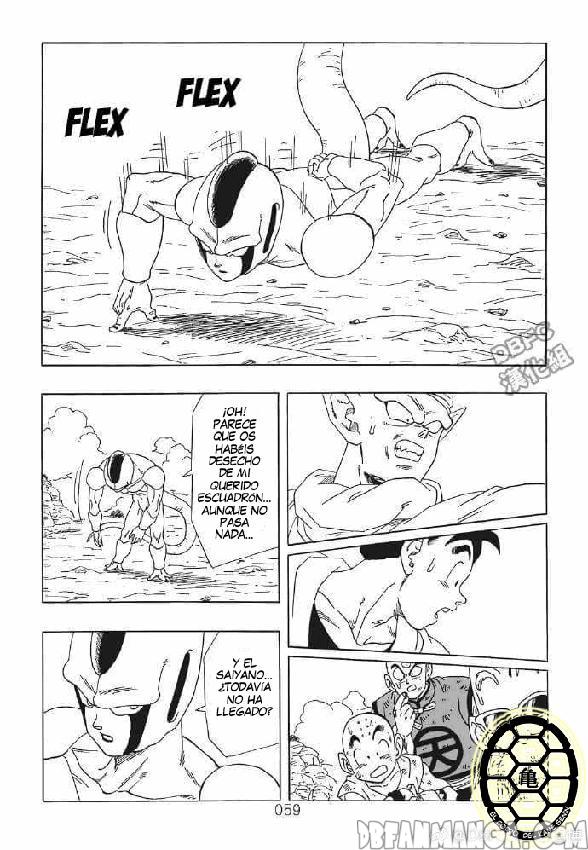 FLEX
FLEX
DBFC
漢化組
¡OH!
PARECE
QUE OS
HABÉIS
DESECHO
DE MI
QUERIDO
ESCUADRÓN...
AUNQUE NO
PASA
NADA...
Y EL
SAIYANO...
¿TODAVÍA
NO HA
LLEGADO?
天
亀
059
DBFANMANGA.COM